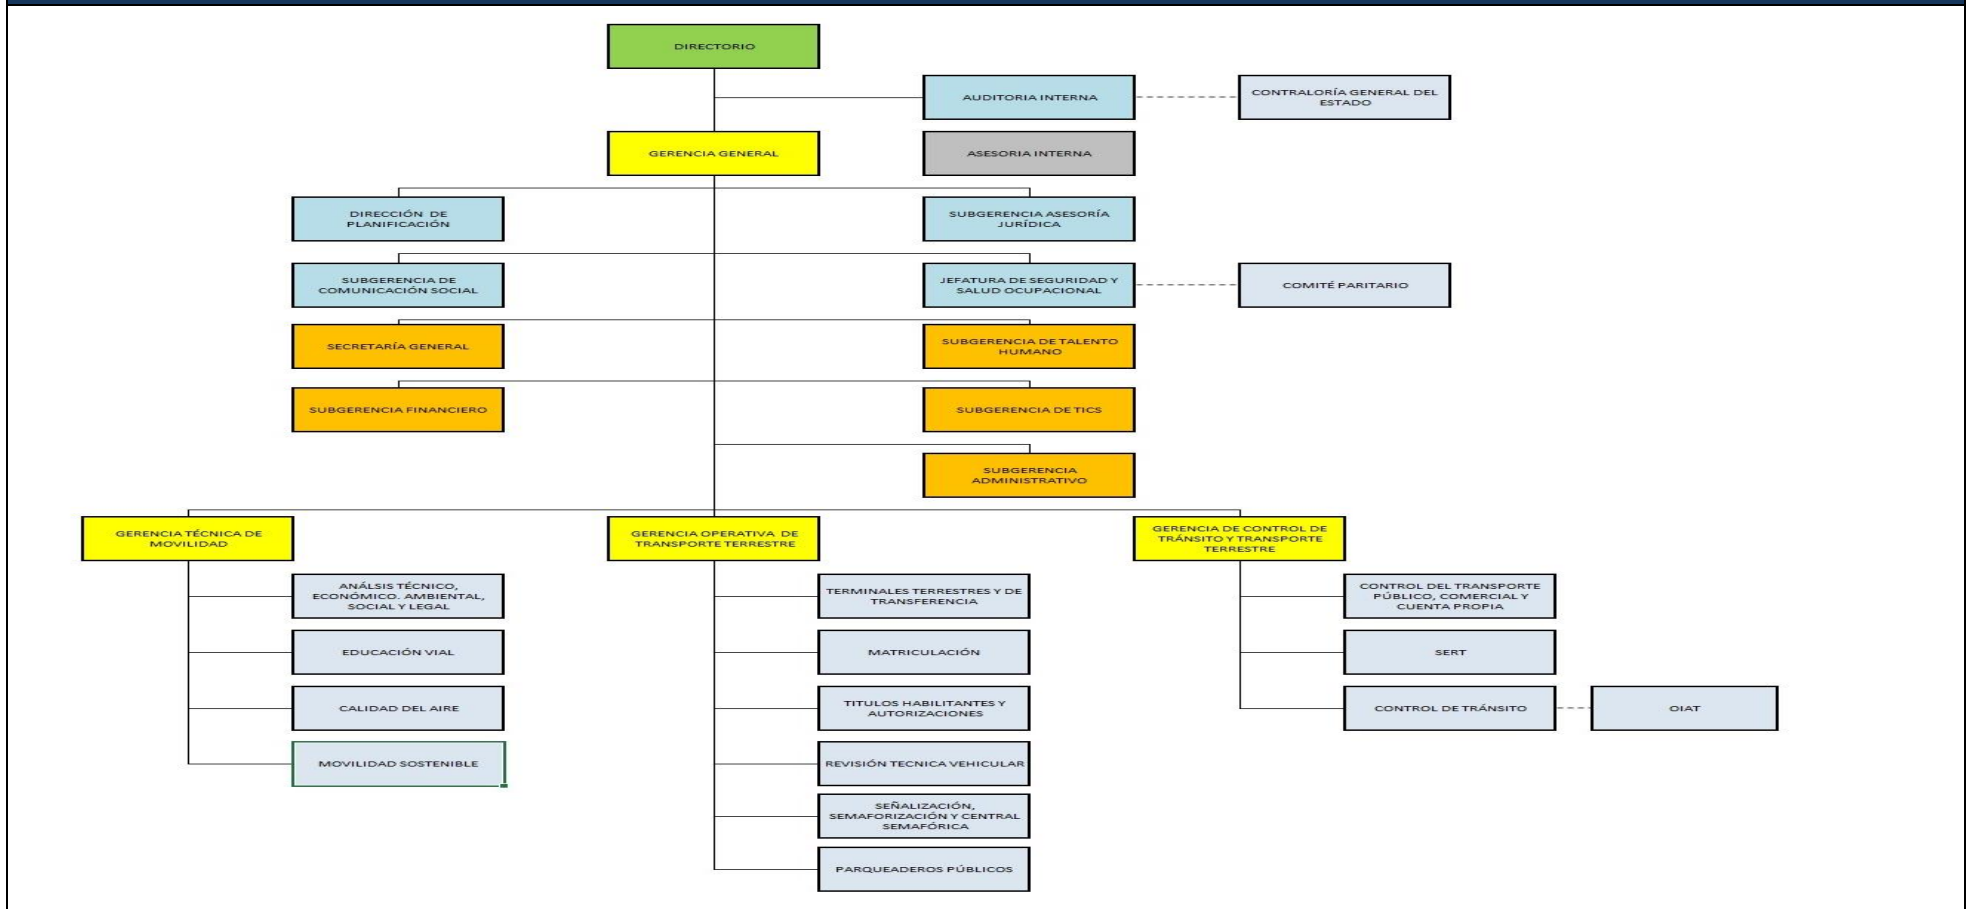 DIRECTORIO
AUDITORIA INTERNA
CONTRALORÍA GENERAL DEL
ESTADO
GERENCIA GENERAL
ASESORIA INTERNA
DIRECCIÓN DE
PLANIFICACIÓN
SUBGERENCIA ASESORÍA
JURÍDICA
SUBGERENCIA DE
COMUNICACIÓN SOCIAL
JEFATURA DE SEGURIDAD Y
SALUD OCUPACIONAL
COMITÉ PARITARIO
SECRETARÍA GENERAL
SUBGERENCIA DE TALENTO
HUMANO
SUBGERENCIA FINANCIERO
SUBGERENCIA DE TICS
SUBGERENCIA
ADMINISTRATIVO
GERENCIA TÉCNICA DE
MOVILIDAD
GERENCIA OPERATIVA DE
TRANSPORTE TERRESTRE
GERENCIA DE CONTROL DE
TRÁNSITO Y TRANSPORTE
TERRESTRE
ANÁLSIS TÉCNICO,
ECONÓMICO. AMBIENTAL,
SOCIAL Y LEGAL
TERMINALES TERRESTRES Y DE
TRANSFERENCIA
CONTROL DEL TRANSPORTE
PÚBLICO, COMERCIAL Y
CUENTA PROPIA
EDUCACIÓN VIAL
MATRICULACIÓN
SERT
CALIDAD DEL AIRE
TITULOS HABILITANTES Y
AUTORIZACIONES
CONTROL DE TRÁNSITO
OIAT
MOVILIDAD SOSTENIBLE
REVISIÓN TECNICA VEHICULAR
SEÑALIZACIÓN,
SEMAFORIZACIÓN Y CENTRAL
SEMAFÓRICA
PARQUEADEROS PÚBLICOS